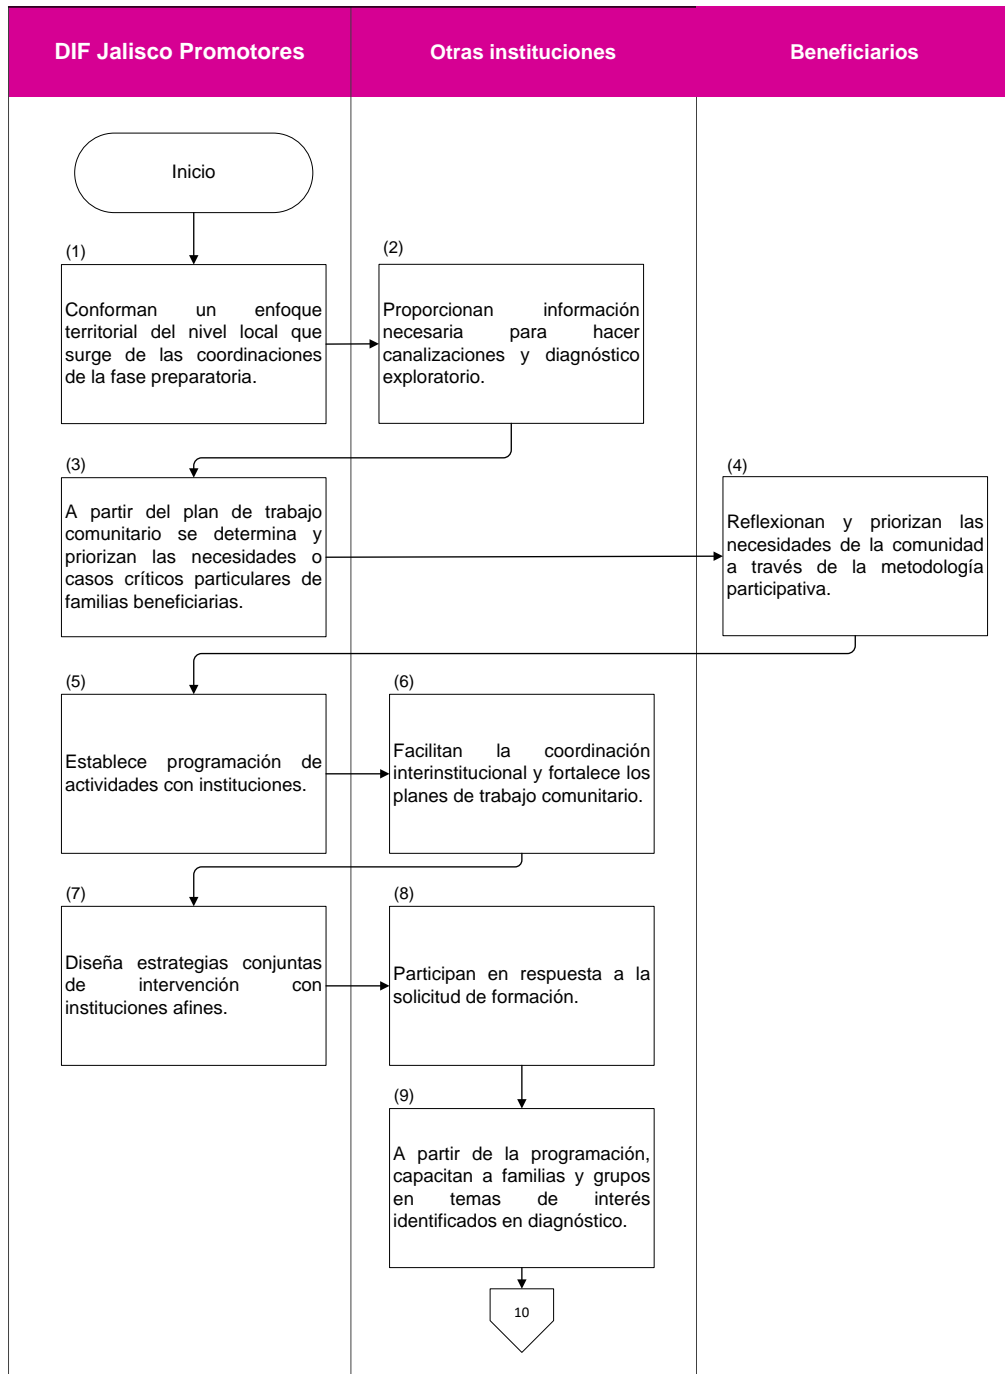 DIF Jalisco Promotores
Otras instituciones
Beneficiarios
Inicio
(1)
Conforman un enfoque
territorial del nivel local que
surge de las coordinaciones
de la fase preparatoria.
(2)
Proporcionan información
necesaria para hacer
canalizaciones y diagnóstico
exploratorio.
(3)
A partir del plan de trabajo
comunitario se determina y
priorizan las necesidades o
casos críticos particulares de
familias beneficiarias.
(4)
Reflexionan y priorizan las
necesidades de la comunidad
a través de la metodología
participativa.
(5)
Establece programación de
actividades con instituciones.
(6)
Facilitan la coordinación
interinstitucional y fortalece los
planes de trabajo comunitario.
(7)
Diseña estrategias conjuntas
de intervención con
instituciones afines.
(8)
Participan en respuesta a la
solicitud de formación.
(9)
A partir de la programación,
capacitan a familias y grupos
en temas de interés
identificados en diagnóstico.
10